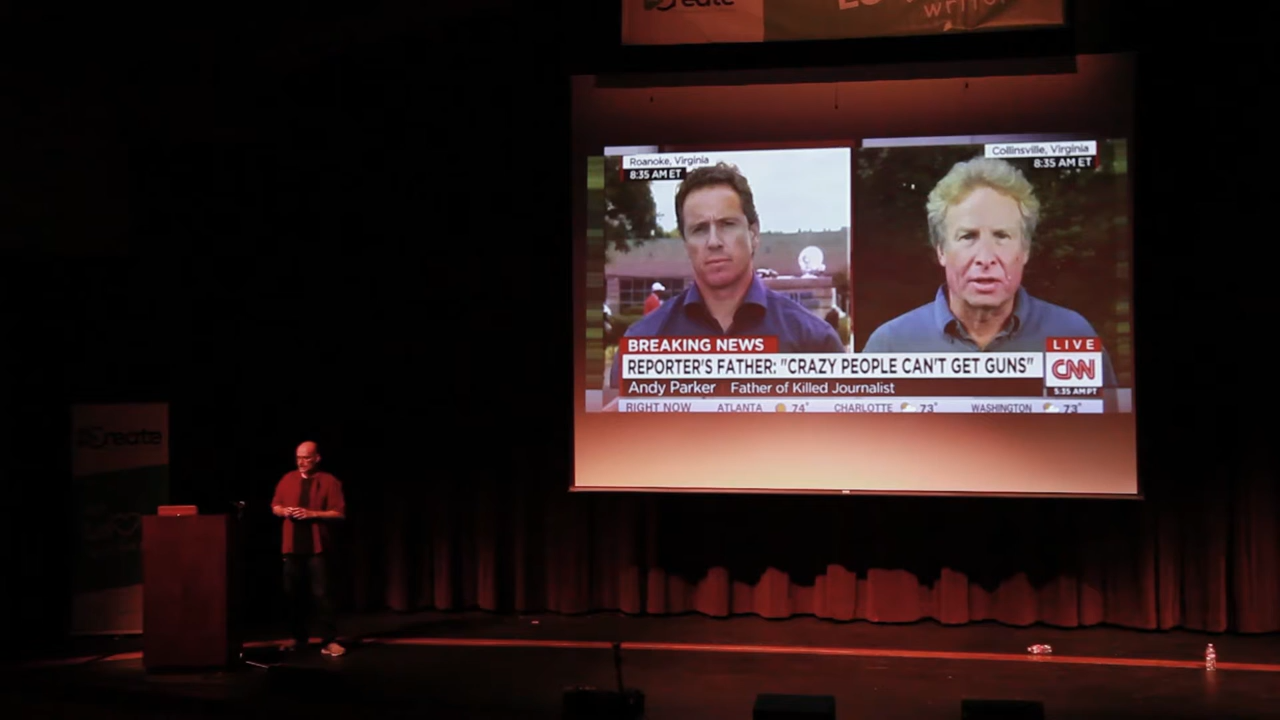 Create
Roanoke, Virginia
8:35 AM ET
Collinsville, Virginia
8:35 AM ET
BREAKING NEWS
REPORTER'S FATHER: "CRAZY PEOPLE CAN'T GET GUNS"
Andy Parker Father of Killed Journalist
LIVE
CNN
5:35 AM PT
RIGHT NOW ATLANTA 74° CHARLOTTE 73° WASHINGTON 73°
Create